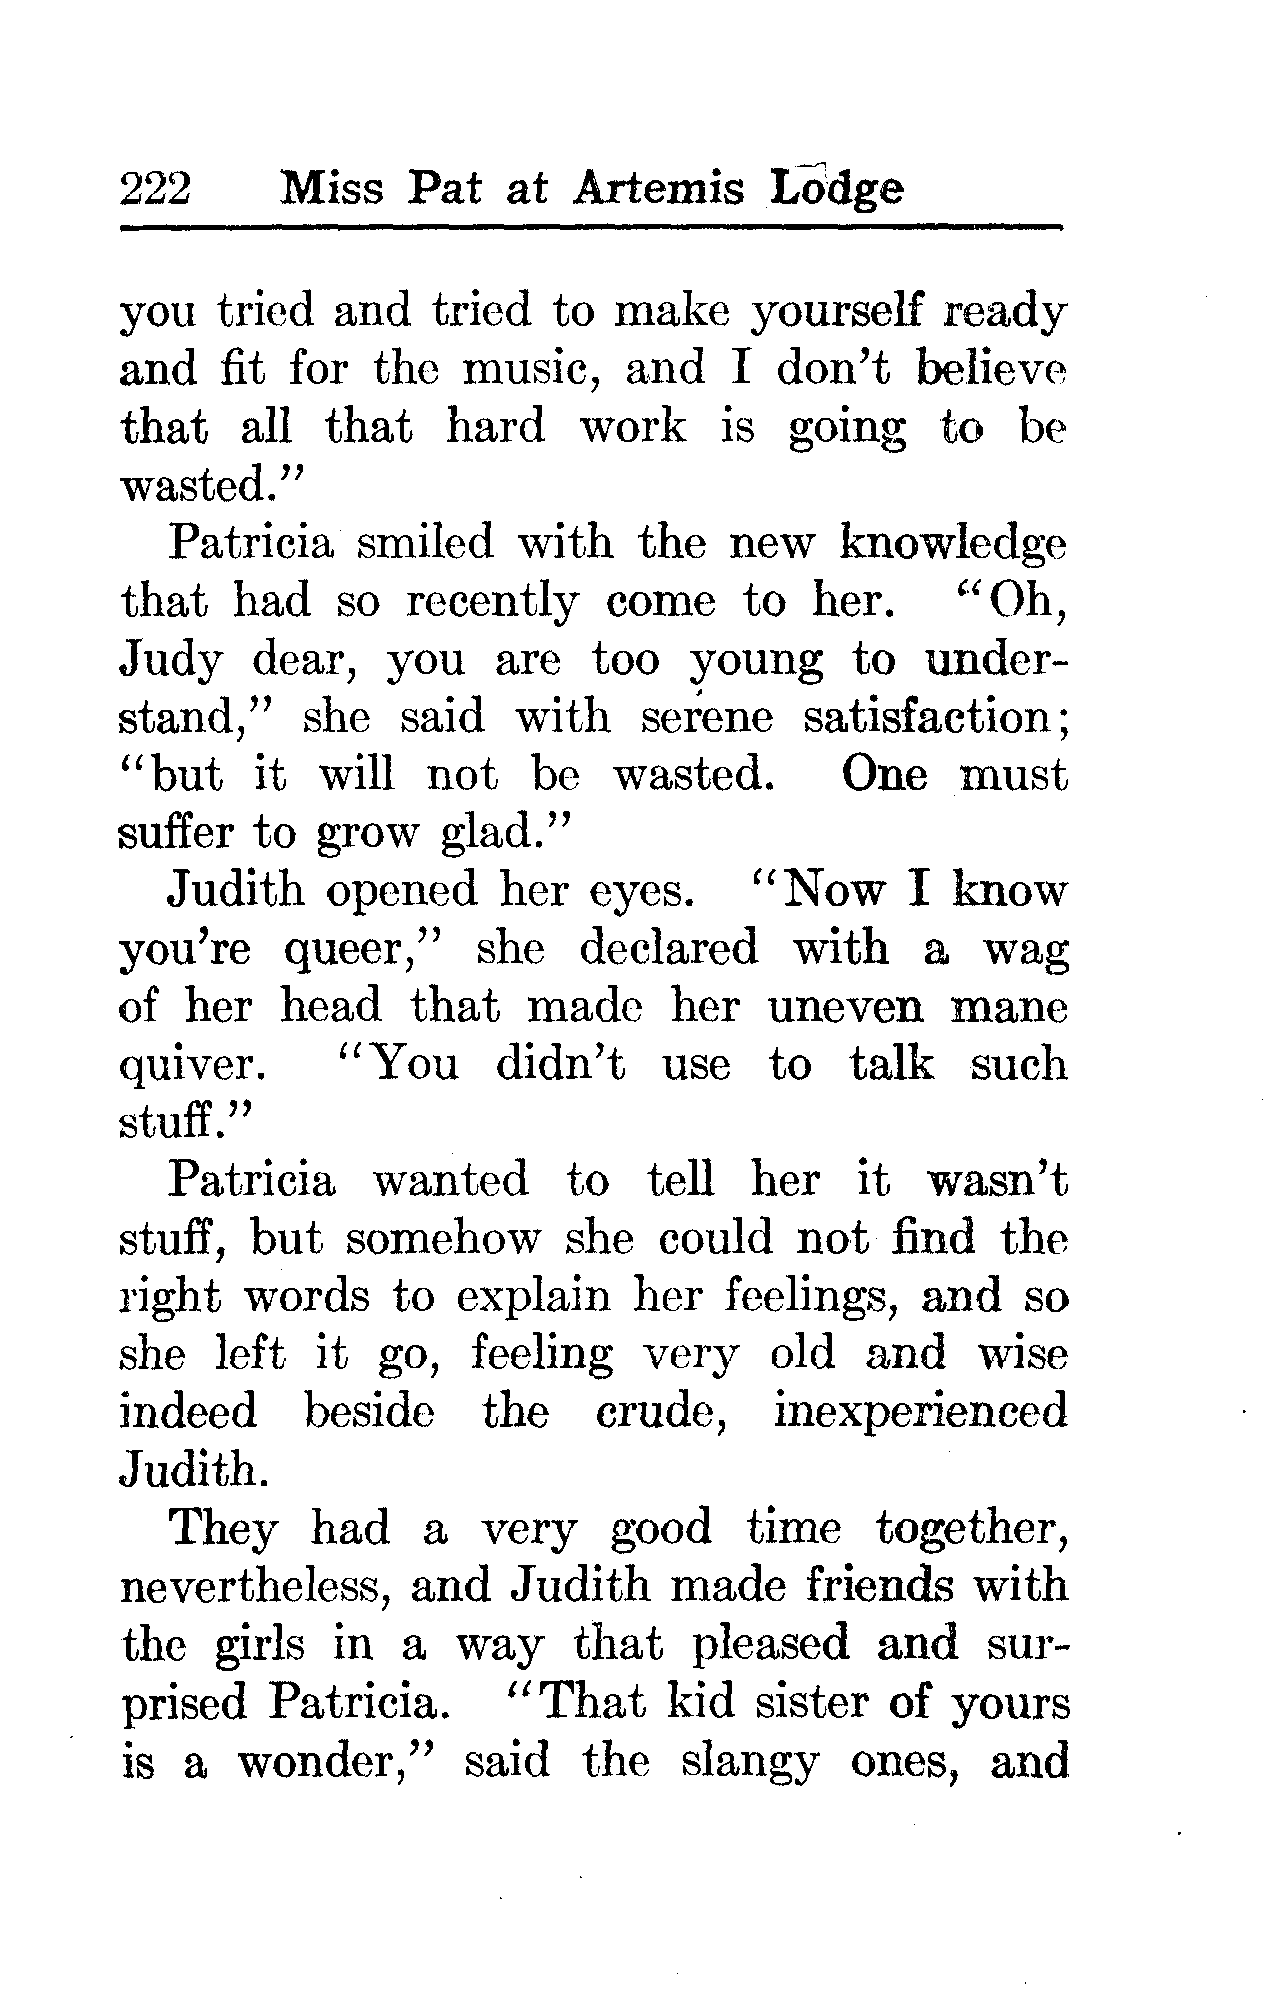 222 Miss Pat at Artemis Lodge
you tried and tried to make yourself ready
and fit for the music, and I don't believe
that all that hard work is going to be
wasted."
Patricia smiled with the new knowledge
that had so recently come to her. "Oh,
Judy dear, you are too young to under-
stand," she said with serene satisfaction;
"but it will not be wasted. One must
suffer to grow glad."
Judith opened her eyes. "Now I know
you're queer," she declared with a wag
of her head that made her uneven mane
quiver. "You didn't use to talk such
stuff."
Patricia wanted to tell her it wasn't
stuff, but somehow she could not find the
right words to explain her feelings, and so
she left it go, feeling very old and wise
indeed beside the crude, inexperienced
Judith.
They had a very good time together,
nevertheless, and Judith made friends with
the girls in a way that pleased and sur-
prised Patricia. "That kid sister of yours
is a wonder," said the slangy ones, and